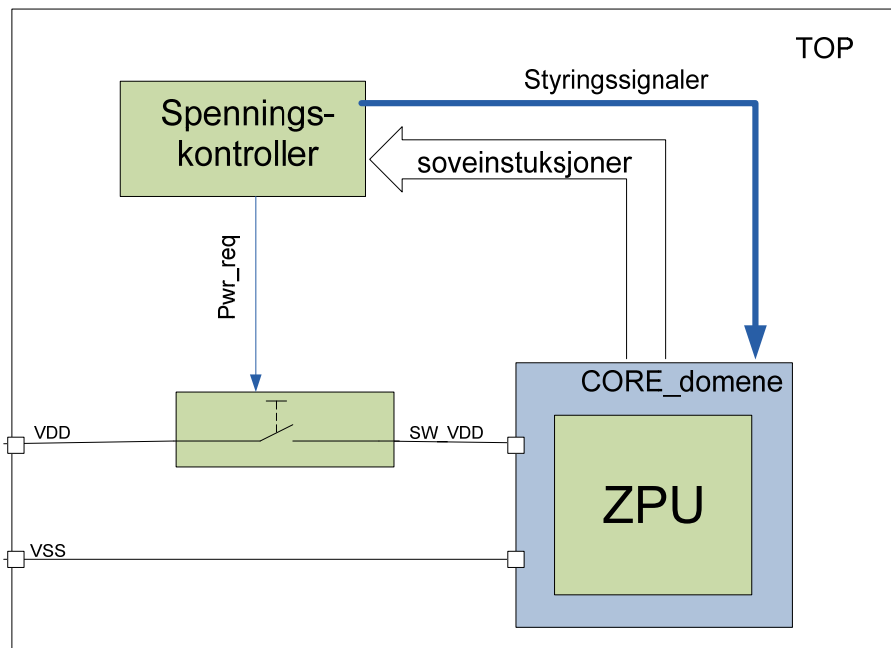 TOP
Styringssignaler
Spennings-
kontroller
soveinstuksjoner
Pwr_req
CORE_domene
VDD
SW_VDD
ZPU
VSS